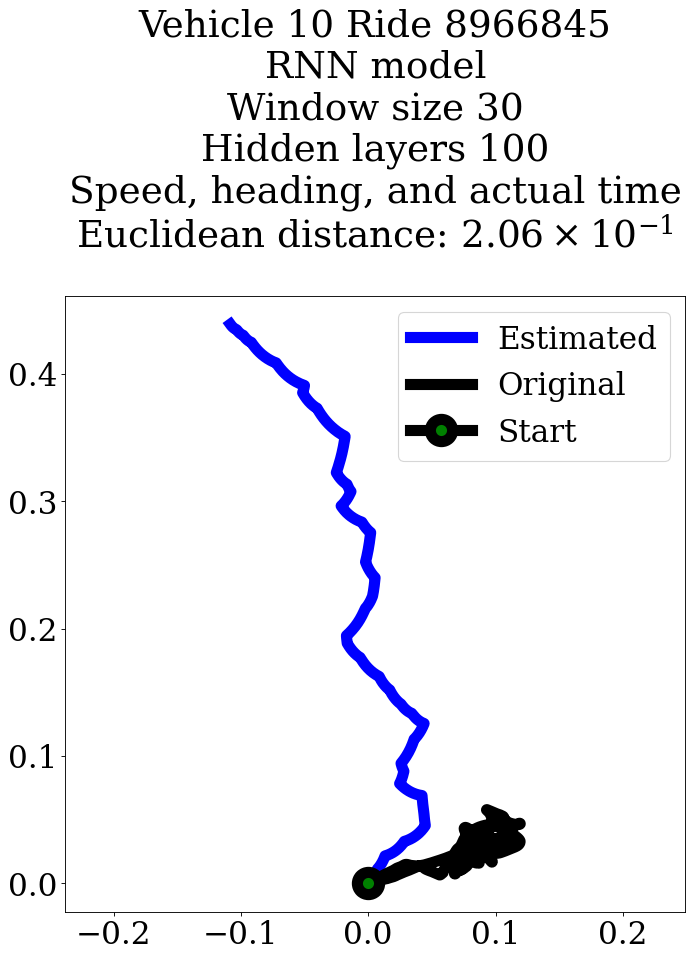 Vehicle 10 Ride 8966845
RNN model
Window size 30
Hidden layers 100
Speed, heading, and actual time
Euclidean distance: 2.06 × 10⁻¹
Estimated
Original
Start
0.4
0.3
0.2
0.1
0.0
−0.2 −0.1 0.0 0.1 0.2